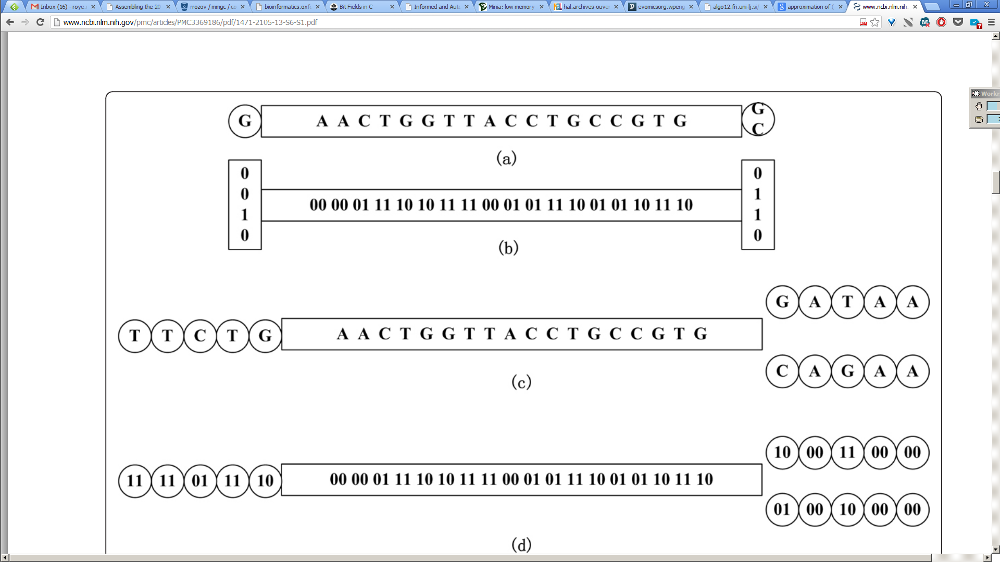 Inbox (16) - roye.
Assembling the 20
rrozov / mmgc / co
bioinformatics.oxfo
Bit Fields in C
Informed and Auto
Minia: low memory
hal.archives-ouver
evomicsorg.wpeng
algo12.fri.uni-lj.si/
approximation of (
www.ncbi.nlm.nih.
www.ncbi.nlm.nih.gov/pmc/articles/PMC3369186/pdf/1471-2105-13-S6-S1.pdf
7
Workr
2
G A A C T G G T T A C C T G C C G T G G
C
(a)
0 0
0 1
1 1
0 0
00 00 01 11 10 10 11 11 00 01 01 11 10 01 01 10 11 10
(b)
G A T A A
T T C T G A A C T G G T T A C C T G C C G T G
C A G A A
(c)
10 00 11 00 00
11 11 01 11 10 00 00 01 11 10 10 11 11 00 01 01 11 10 01 01 10 11 10
01 00 10 00 00
(d)